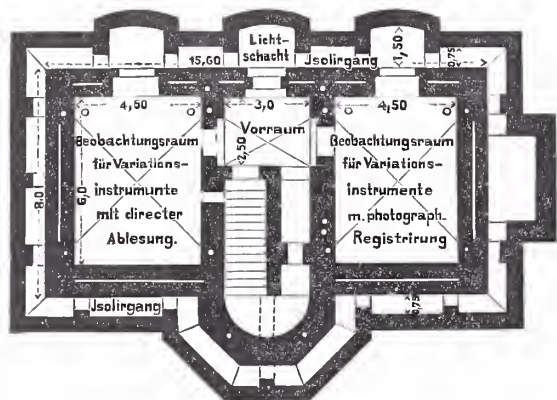 Licht-
schacht
15,60
Jsolirgang
1,50
0,75
4,50
3,0
4,50
Vorraum
2,50
Beobachtungsraum
für Variations-
instrumente
mit directer
Ablesung.
Beobachtungsraum
für Variations-
instrumente
m. photograph.
Registrirung
8,0
6,0
Jsolirgang
0,75